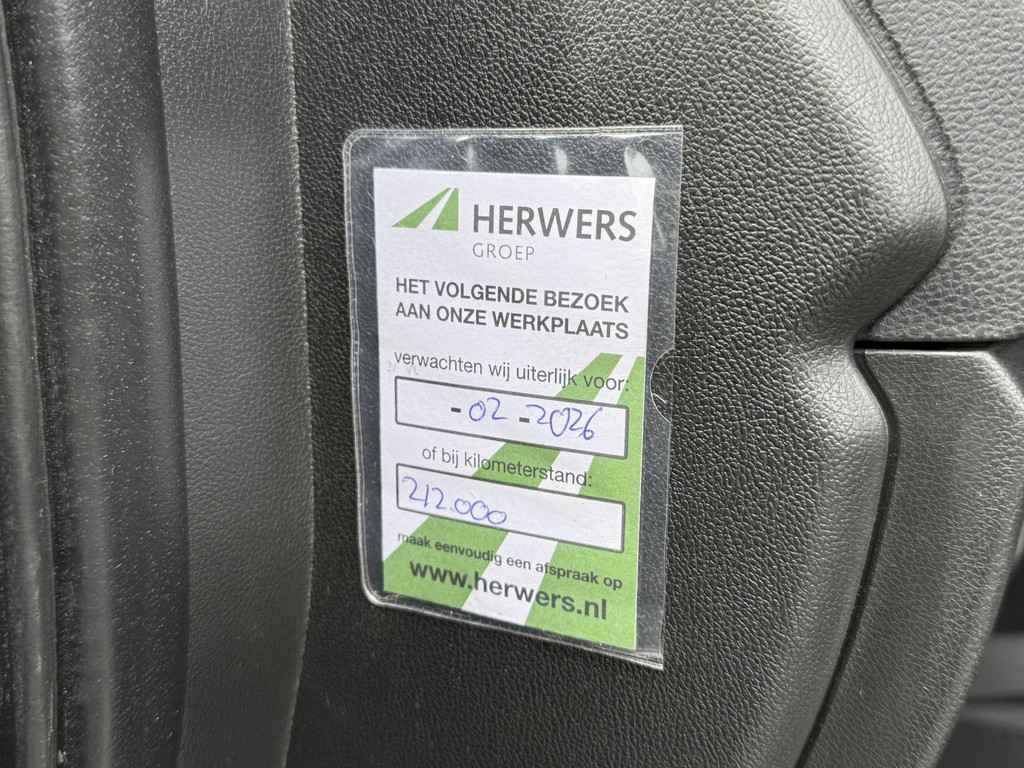 HERWERS
GROEP
HET VOLGENDE BEZOEK
AAN ONZE WERKPLAATS
verwachten wij uiterlijk voor:
-02-2026
of bij kilometerstand:
212.000
maak eenvoudig een afspraak op
www.herwers.nl